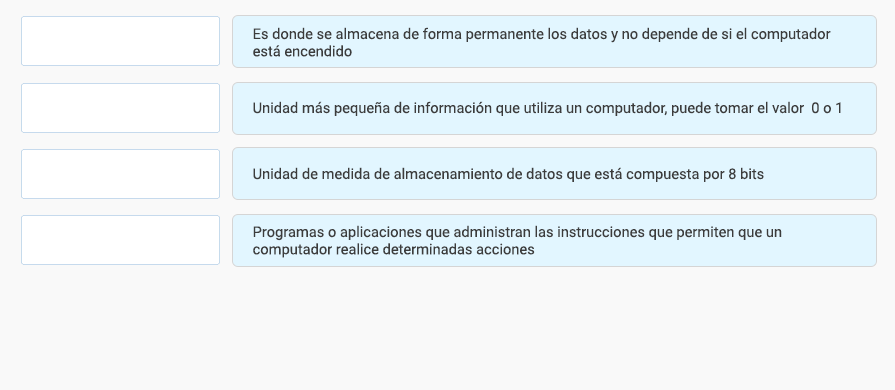 Es donde se almacena de forma permanente los datos y no depende de si el computador
está encendido
Unidad más pequeña de información que utiliza un computador, puede tomar el valor  0 o 1
Unidad de medida de almacenamiento de datos que está compuesta por 8 bits
Programas o aplicaciones que administran las instrucciones que permiten que un
computador realice determinadas acciones